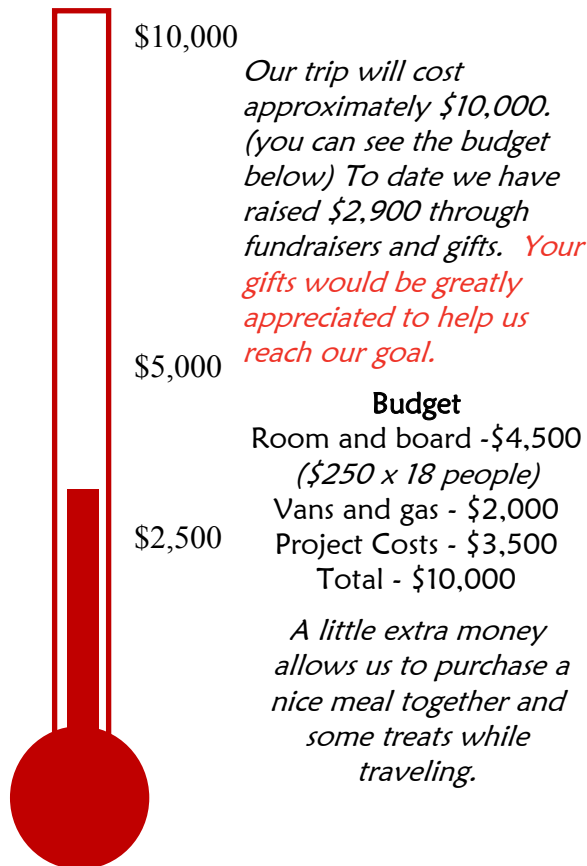 $10,000
Our trip will cost
approximately $10,000.
(you can see the budget
below) To date we have
raised $2,900 through
fundraisers and gifts. Your
gifts would be greatly
appreciated to help us
reach our goal.
$5,000
Budget
Room and board -$4,500
($250 x 18 people)
Vans and gas - $2,000
$2,500
Project Costs - $3,500
Total - $10,000
A little extra money
allows us to purchase a
nice meal together and
some treats while
traveling.